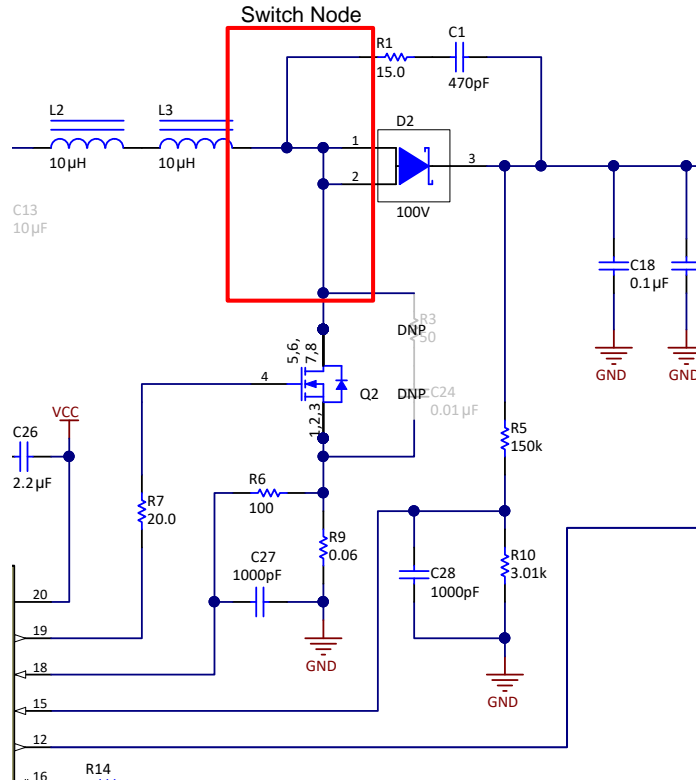 Switch Node
R1
15.0
C1
470pF
L2
10µH
L3
10µH
D2
1
2
3
100V
C13
10µF
C18
0.1µF
GND
GND
R3
DNP
50
5,6,
7,8
4
Q2
DNP
C24
0.01µF
1,2,3
VCC
C26
2.2µF
R5
150k
R6
100
R7
20.0
R9
0.06
C27
1000pF
C28
1000pF
R10
3.01k
20
19
GND
18
GND
15
12
R14
16